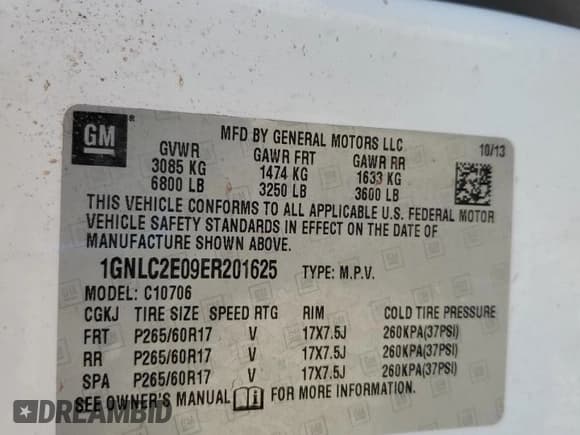 GM ®
MFD BY GENERAL MOTORS LLC
10/13
GVWR GAWR FRT GAWR RR
3085 KG 1474 KG 1633 KG
6800 LB 3250 LB 3600 LB
THIS VEHICLE CONFORMS TO ALL APPLICABLE U.S. FEDERAL MOTOR
VEHICLE SAFETY STANDARDS IN EFFECT ON THE DATE OF
MANUFACTURE SHOWN ABOVE.
1GNLC2E09ER201625 TYPE: M.P.V.
MODEL: C10706
CGKJ TIRE SIZE SPEED RTG RIM COLD TIRE PRESSURE
FRT P265/60R17 V 17X7.5J 260KPA(37PSI)
RR P265/60R17 V 17X7.5J 260KPA(37PSI)
SPA P265/60R17 V 17X7.5J 260KPA(37PSI)
SEE OWNER'S MANUAL FOR MORE INFORMATION.
DREAMBID